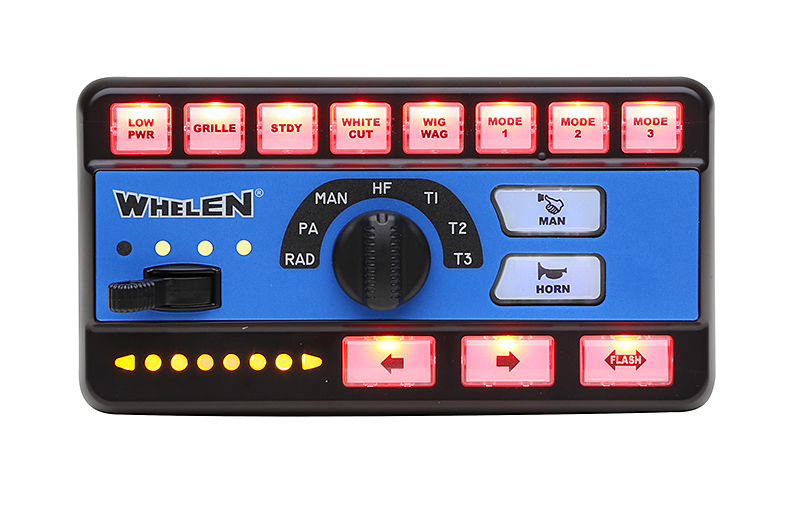 LOW
PWR
GRILLE
STDY
WHITE
CUT
WIG
WAG
MODE
1
MODE
2
MODE
3
WHELEN®
RAD
PA
MAN
HF
T1
T2
T3
MAN
HORN
FLASH